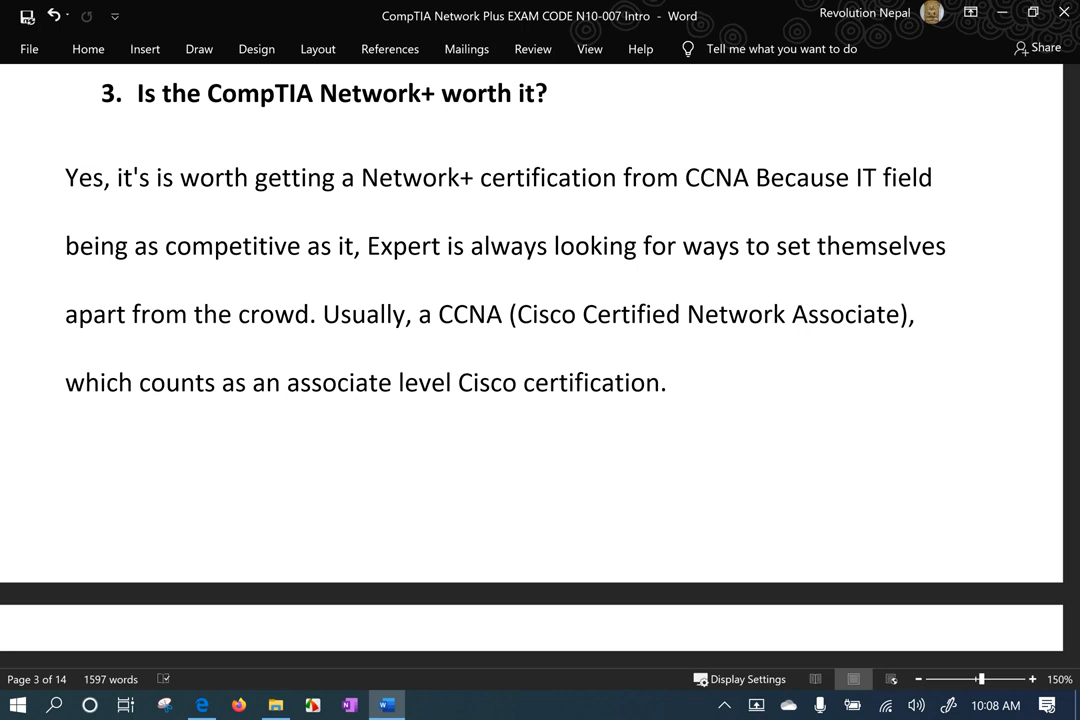 CompTIA Network Plus EXAM CODE N10-007 Intro - Word
Revolution Nepal
File Home Insert Draw Design Layout References Mailings Review View Help Tell me what you want to do Share
3. Is the CompTIA Network+ worth it?
Yes, it's is worth getting a Network+ certification from CCNA Because IT field
being as competitive as it, Expert is always looking for ways to set themselves
apart from the crowd. Usually, a CCNA (Cisco Certified Network Associate),
which counts as an associate level Cisco certification.
Page 3 of 14 1597 words Display Settings 150%
10:08 AM